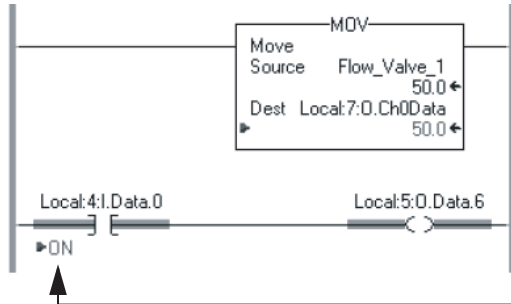 MOV
Move
Source Flow_Valve_1
50.0
Dest Local:7:O.Ch0Data
50.0
Local:4:I.Data.0 Local:5:O.Data.6
ON